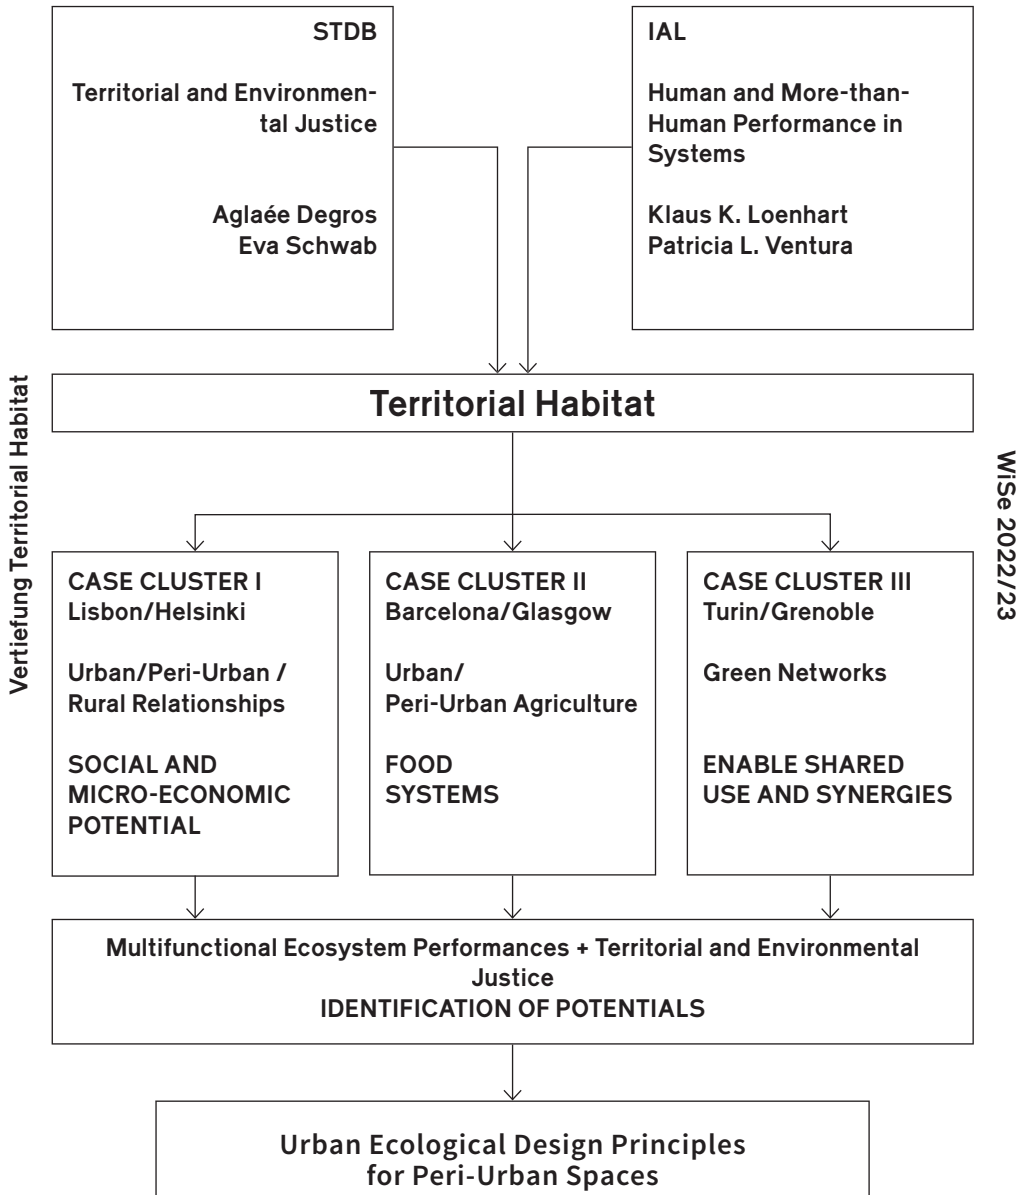 STDB
Territorial and Environmen-
tal Justice
Aglaée Degros
Eva Schwab
IAL
Human and More-than-
Human Performance in
Systems
Klaus K. Loenhart
Patricia L. Ventura
Territorial Habitat
Vertiefung Territorial Habitat
WiSe 2022/23
CASE CLUSTER I
Lisbon/Helsinki
Urban/Peri-Urban /
Rural Relationships
SOCIAL AND
MICRO-ECONOMIC
POTENTIAL
CASE CLUSTER II
Barcelona/Glasgow
Urban/
Peri-Urban Agriculture
FOOD
SYSTEMS
CASE CLUSTER III
Turin/Grenoble
Green Networks
ENABLE SHARED
USE AND SYNERGIES
Multifunctional Ecosystem Performances + Territorial and Environmental
Justice
IDENTIFICATION OF POTENTIALS
Urban Ecological Design Principles
for Peri-Urban Spaces